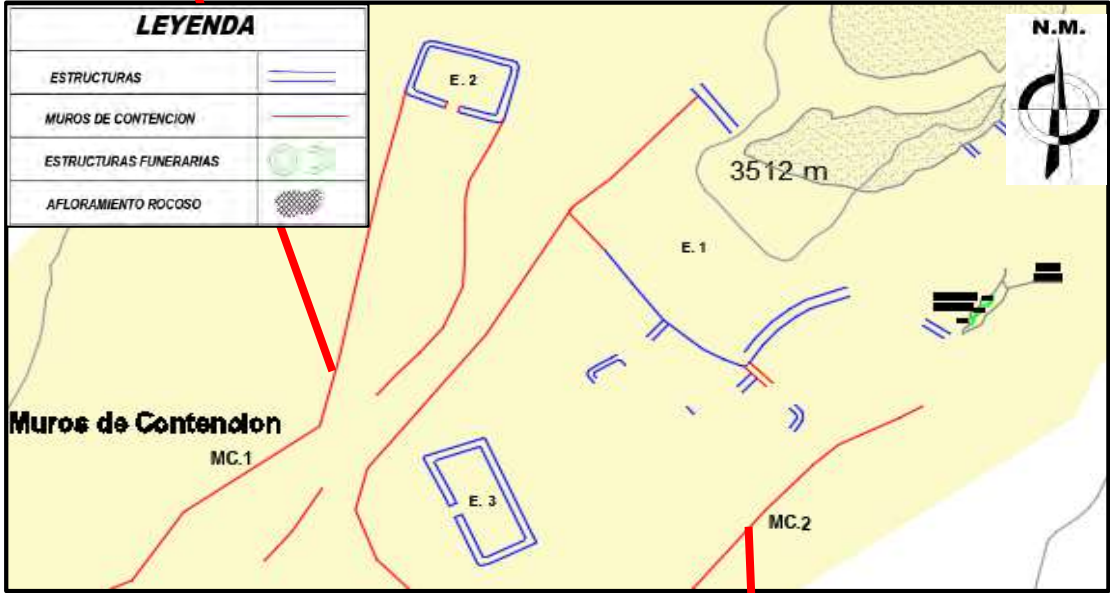 LEYENDA
ESTRUCTURAS
MUROS DE CONTENCION
ESTRUCTURAS FUNERARIAS
AFLORAMIENTO ROCOSO
N.M.
E. 2
3512 m
E. 1
Muros de Contencion
MC.1
E. 3
MC.2